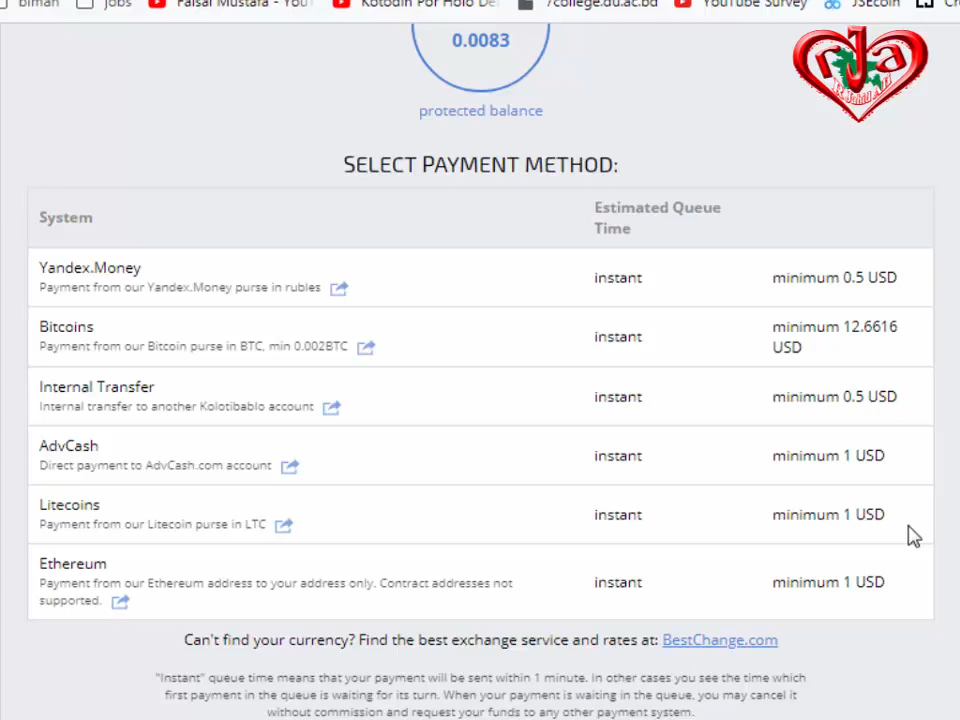 biman
jobs
Faisal Mustafa - You
Kotodin Por Holo De
7college.du.ac.bd
YouTube Survey
JSEcoin
0.0083
protected balance
rJa
R Jahid AB
SELECT PAYMENT METHOD:
System
Estimated Queue
Time
Yandex.Money
Payment from our Yandex.Money purse in rubles
instant
minimum 0.5 USD
Bitcoins
Payment from our Bitcoin purse in BTC, min 0.002BTC
instant
minimum 12.6616
USD
Internal Transfer
Internal transfer to another Kolotibablo account
instant
minimum 0.5 USD
AdvCash
Direct payment to AdvCash.com account
instant
minimum 1 USD
Litecoins
Payment from our Litecoin purse in LTC
instant
minimum 1 USD
Ethereum
Payment from our Ethereum address to your address only. Contract addresses not
supported.
instant
minimum 1 USD
Can't find your currency? Find the best exchange service and rates at: BestChange.com
"Instant" queue time means that your payment will be sent within 1 minute. In other cases you see the time which
first payment in the queue is waiting for its turn. When your payment is waiting in the queue, you may cancel it
without commission and request your funds to any other payment system.